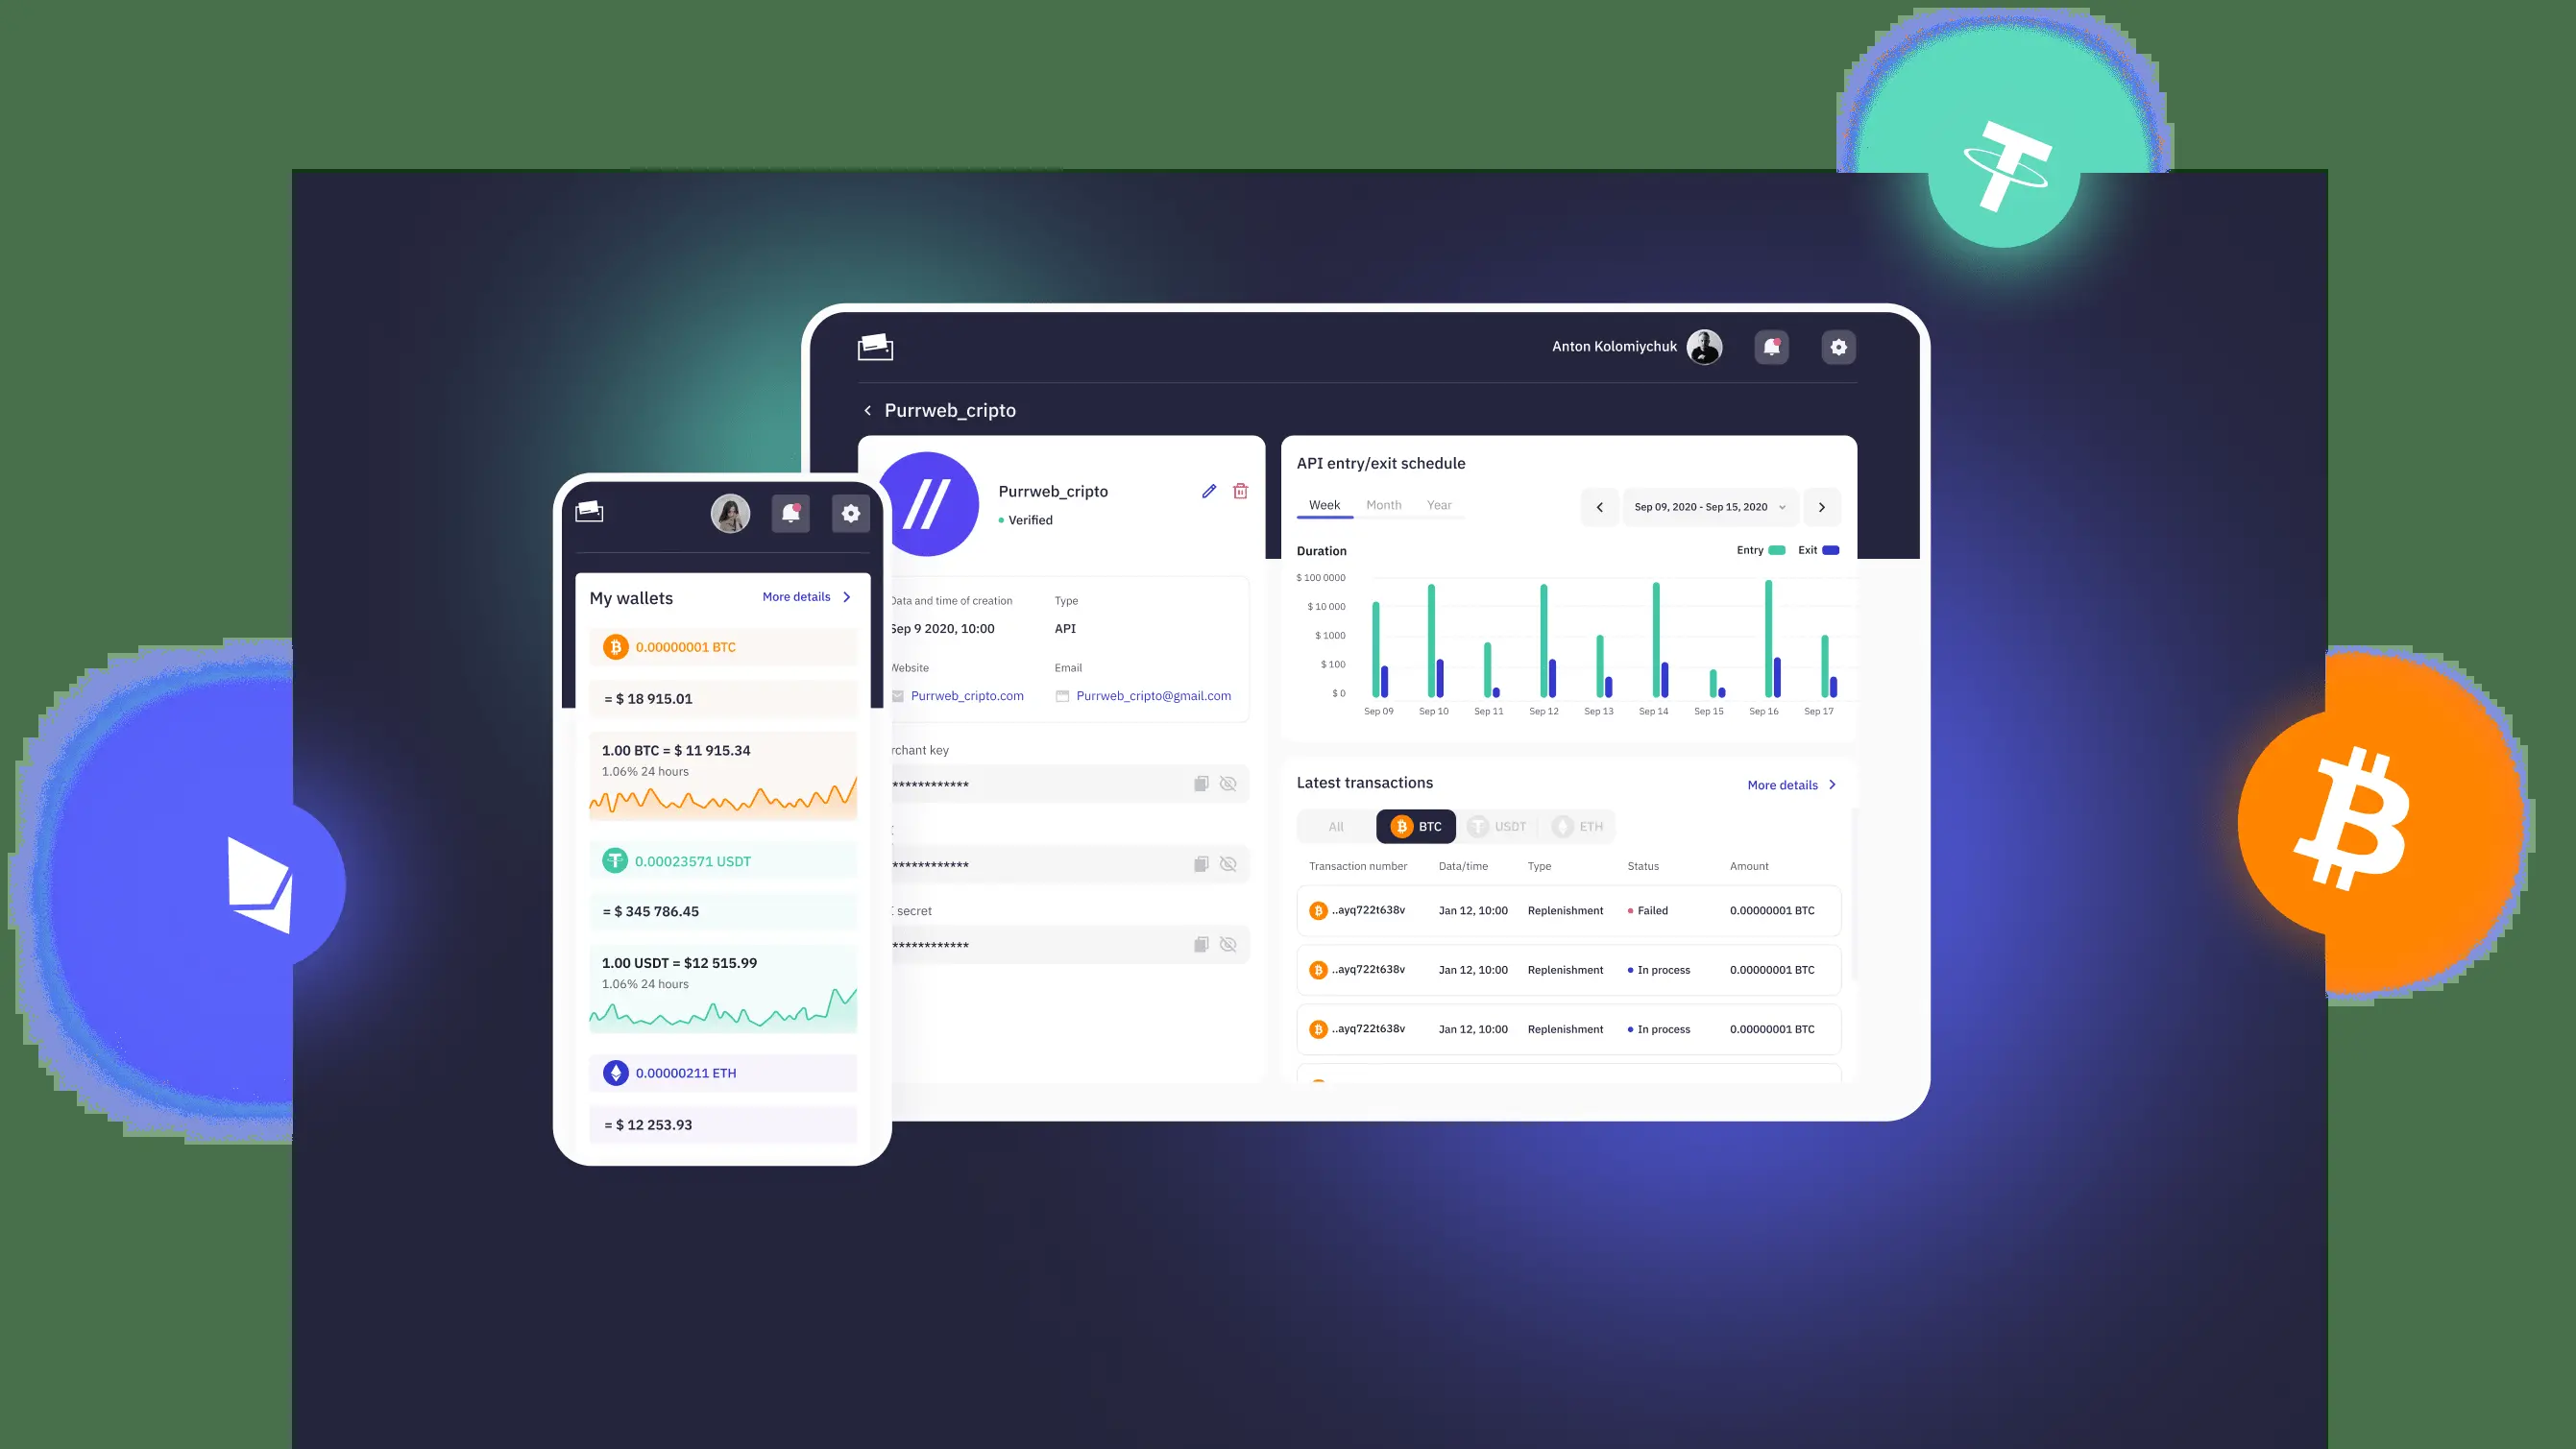 Anton Kolomiychuk
Purrweb_cripto
Purrweb_cripto
Verified
Data and time of creation
Type
Sep 9 2020, 10:00
API
Website
Email
Purrweb_cripto.com
Purrweb_cripto@gmail.com
rchant key
************
************
secret
************
API entry/exit schedule
Week Month Year
Sep 09, 2020 - Sep 15, 2020
Duration
Entry Exit
$ 100 0000
$ 10 000
$ 1000
$ 100
$ 0
Sep 09 Sep 10 Sep 11 Sep 12 Sep 13 Sep 14 Sep 15 Sep 16 Sep 17
Latest transactions
More details
All BTC USDT ETH
Transaction number Data/time Type Status Amount
..ayq722t638v Jan 12, 10:00 Replenishment Failed 0.00000001 BTC
..ayq722t638v Jan 12, 10:00 Replenishment In process 0.00000001 BTC
..ayq722t638v Jan 12, 10:00 Replenishment In process 0.00000001 BTC
My wallets
More details
0.00000001 BTC
= $ 18 915.01
1.00 BTC = $ 11 915.34
1.06% 24 hours
0.00023571 USDT
= $ 345 786.45
1.00 USDT = $12 515.99
1.06% 24 hours
0.00000211 ETH
= $ 12 253.93